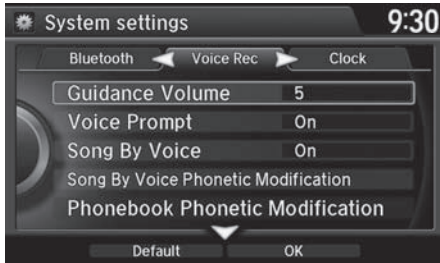 System settings
9:30
Bluetooth Voice Rec Clock
Guidance Volume 5
Voice Prompt On
Song By Voice On
Song By Voice Phonetic Modification
Phonebook Phonetic Modification
Default OK